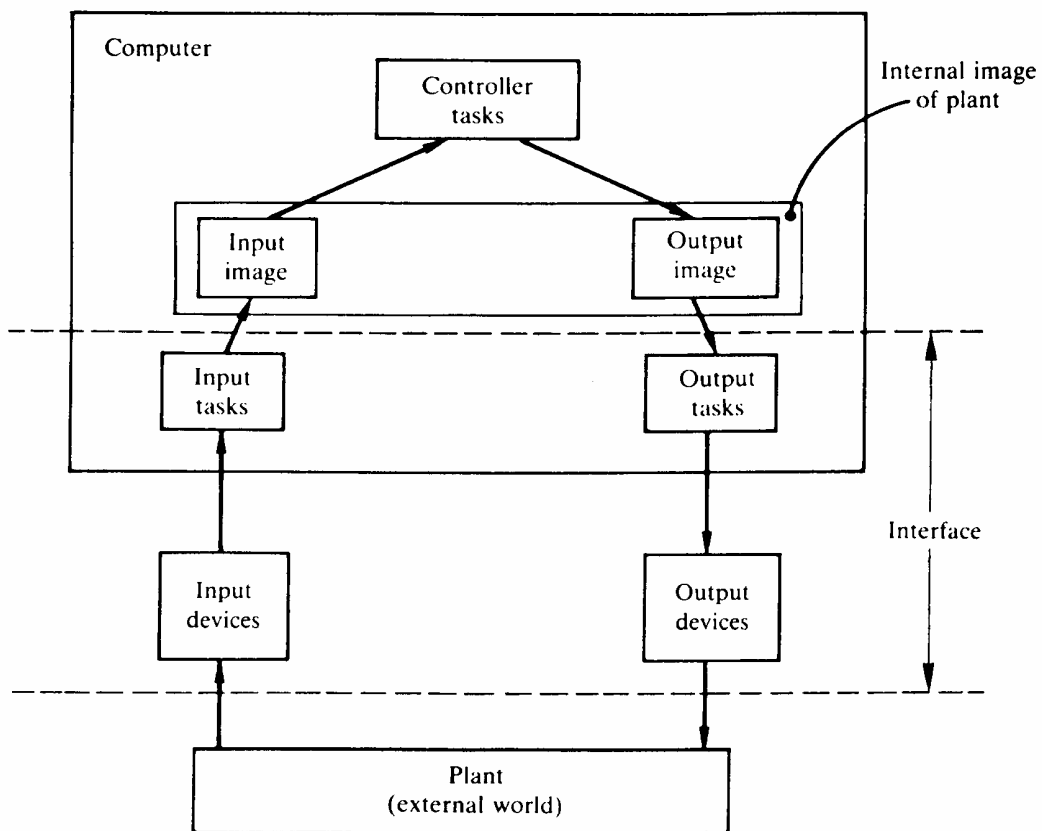 Computer
Controller
tasks
Internal image
of plant
Input
image
Output
image
Input
tasks
Output
tasks
Interface
Input
devices
Output
devices
Plant
(external world)